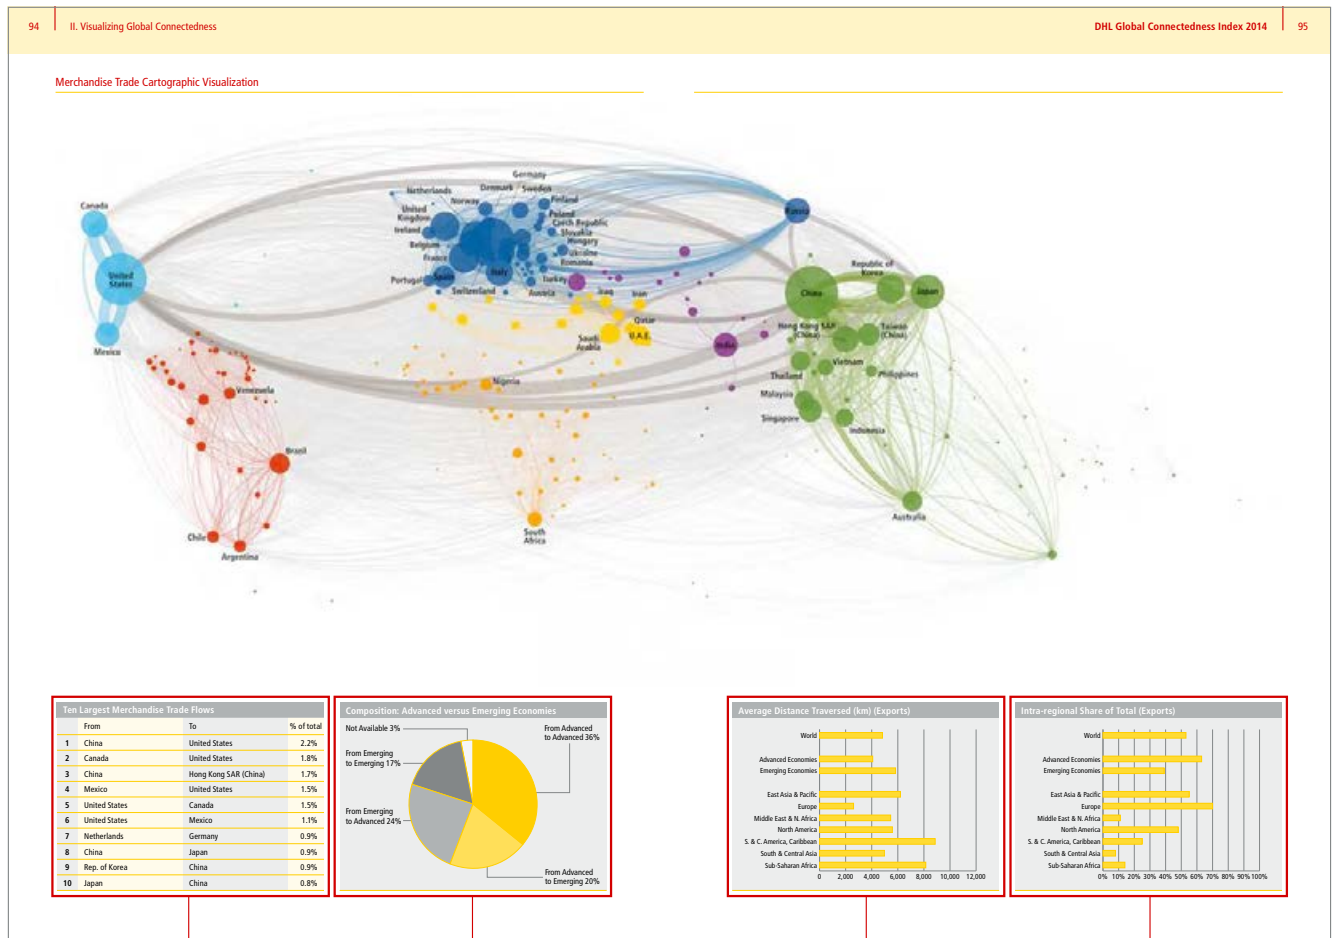 94 II. Visualizing Global Connectedness
DHL Global Connectedness Index 2014 95
Merchandise Trade Cartographic Visualization
Canada
United
States
Mexico
Venezuela
Brazil
Chile
Argentina
Germany
Netherlands
Denmark
Sweden
Norway
Finland
United
Kingdom
Poland
Czech Republic
Ireland
Slovakia
Hungary
Belgium
Ukraine
France
Romania
Portugal
Spain
Italy
Turkey
Switzerland
Austria
Iraq
Iran
Qatar
Saudi
Arabia
U.A.E.
Nigeria
South
Africa
Russia
India
China
Republic of
Korea
Japan
Hong Kong SAR
(China)
Taiwan
(China)
Vietnam
Thailand
Philippines
Malaysia
Singapore
Indonesia
Australia
Ten Largest Merchandise Trade Flows
From To % of total
1 China United States 2.2%
2 Canada United States 1.8%
3 China Hong Kong SAR (China) 1.7%
4 Mexico United States 1.5%
5 United States Canada 1.5%
6 United States Mexico 1.1%
7 Netherlands Germany 0.9%
8 China Japan 0.9%
9 Rep. of Korea China 0.9%
10 Japan China 0.8%
Composition: Advanced versus Emerging Economies
Not Available 3%
From Advanced
to Advanced 36%
From Emerging
to Emerging 17%
From Emerging
to Advanced 24%
From Advanced
to Emerging 20%
Average Distance Traversed (km) (Exports)
World
Advanced Economies
Emerging Economies
East Asia & Pacific
Europe
Middle East & N. Africa
North America
S. & C. America, Caribbean
South & Central Asia
Sub-Saharan Africa
0 2,000 4,000 6,000 8,000 10,000 12,000
Intra-regional Share of Total (Exports)
World
Advanced Economies
Emerging Economies
East Asia & Pacific
Europe
Middle East & N. Africa
North America
S. & C. America, Caribbean
South & Central Asia
Sub-Saharan Africa
0% 10% 20% 30% 40% 50% 60% 70% 80% 90% 100%